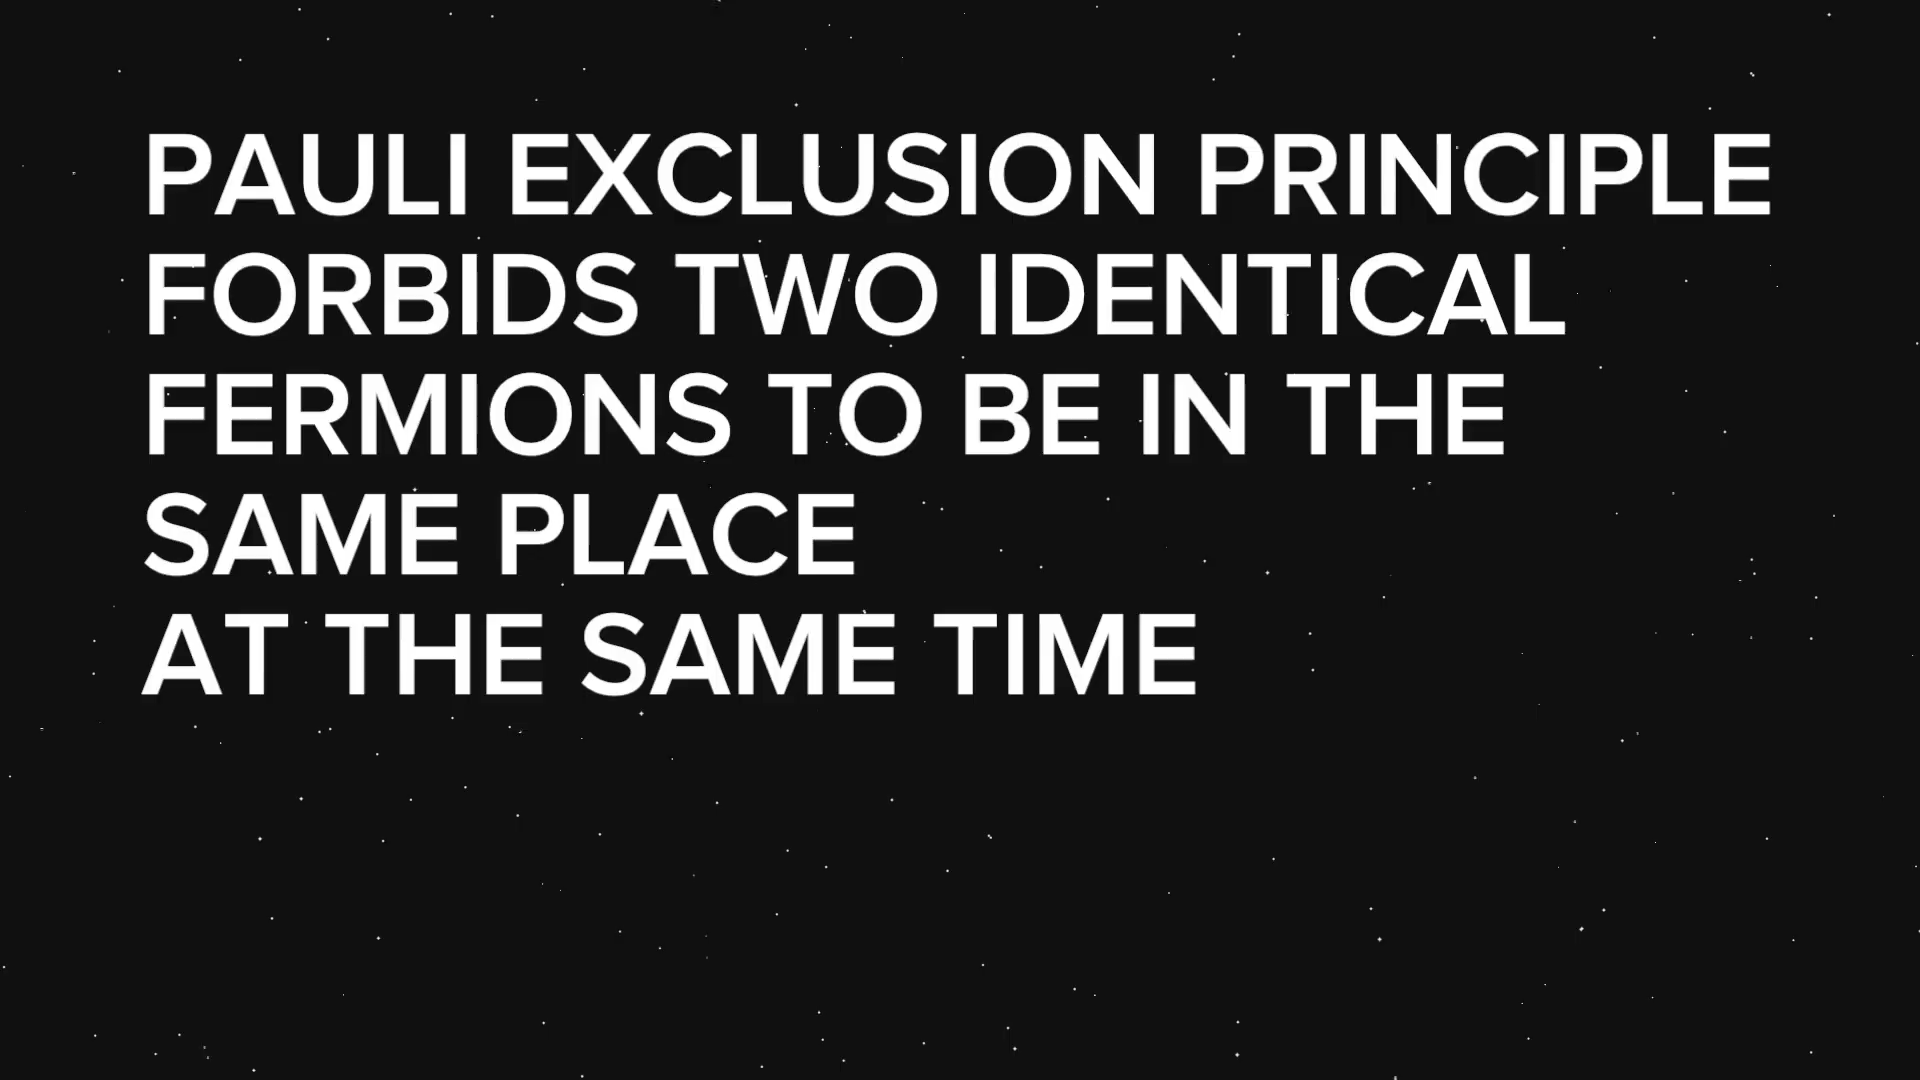 PAULI EXCLUSION PRINCIPLE
FORBIDS TWO IDENTICAL
FERMIONS TO BE IN THE
SAME PLACE
AT THE SAME TIME